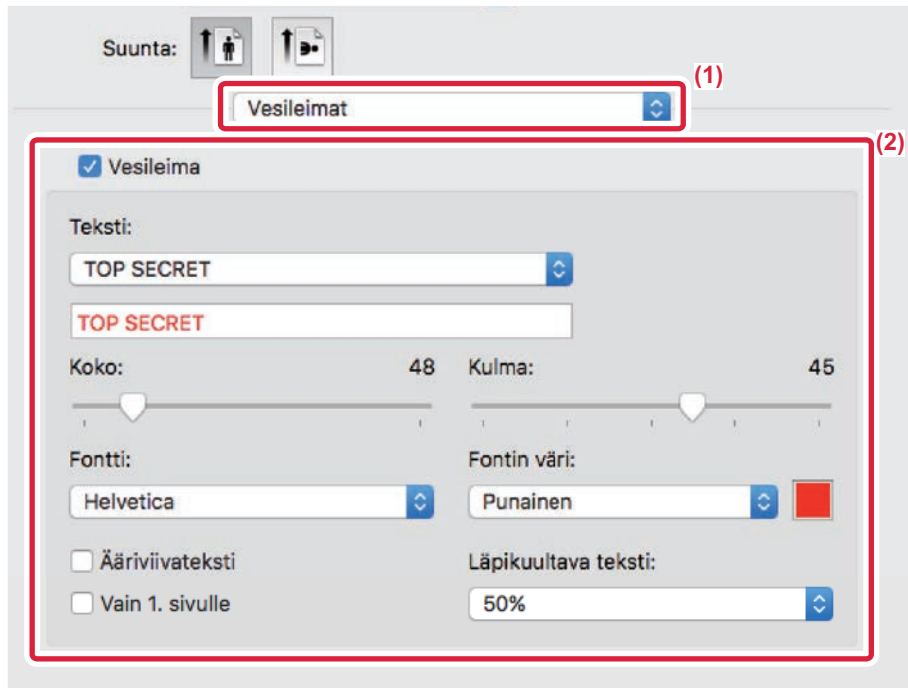 Suunta:
(1)
Vesileimat
(2)
Vesileima
Teksti:
TOP SECRET
TOP SECRET
Koko: 48 Kulma: 45
Fontti: Fontin väri:
Helvetica Punainen
Ääriviivateksti Läpikuultava teksti:
Vain 1. sivulle 50%